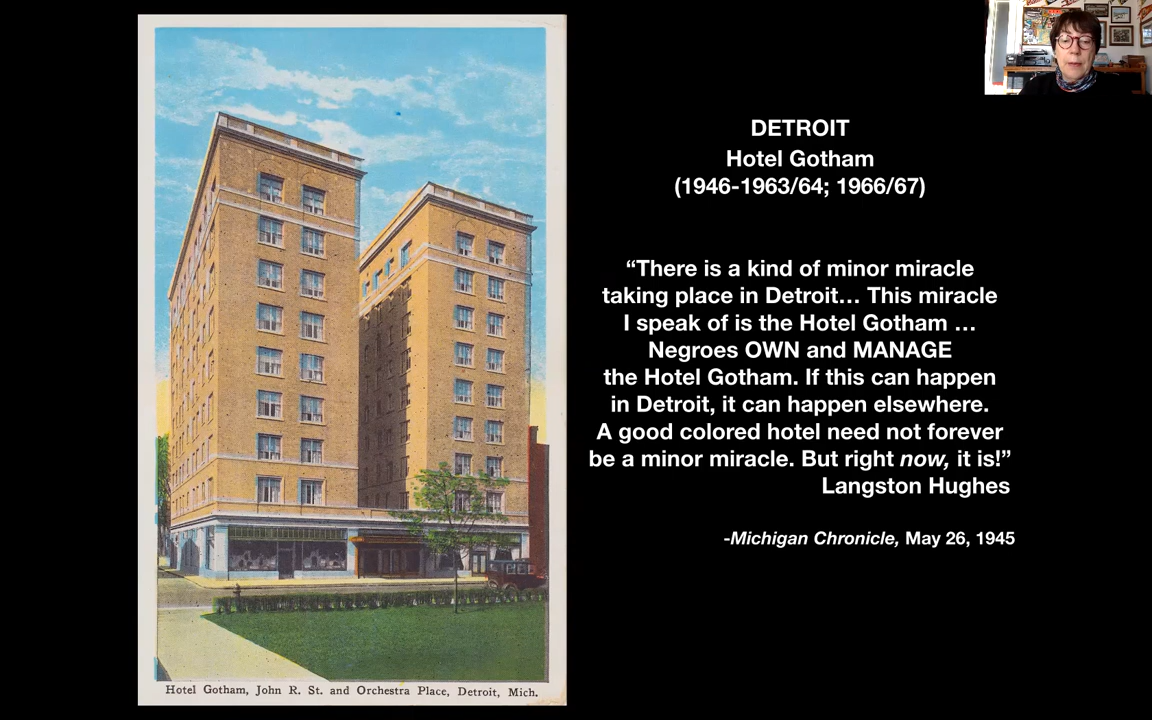 DETROIT
Hotel Gotham
(1946-1963/64; 1966/67)
“There is a kind of minor miracle
taking place in Detroit… This miracle
I speak of is the Hotel Gotham …
Negroes OWN and MANAGE
the Hotel Gotham. If this can happen
in Detroit, it can happen elsewhere.
A good colored hotel need not forever
be a minor miracle. But right now, it is!”
Langston Hughes
-Michigan Chronicle, May 26, 1945
Hotel Gotham, John R. St. and Orchestra Place, Detroit, Mich.